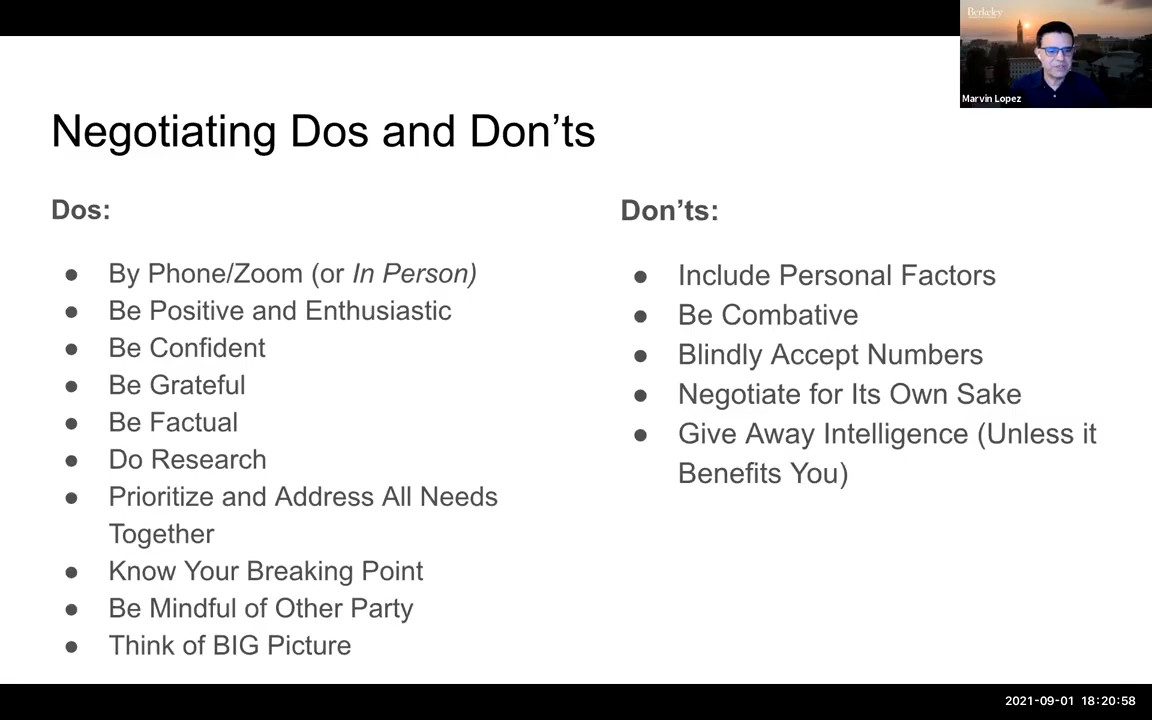 Berkeley
Marvin Lopez
Negotiating Dos and Don’ts
Dos:
● By Phone/Zoom (or In Person)
● Be Positive and Enthusiastic
● Be Confident
● Be Grateful
● Be Factual
● Do Research
● Prioritize and Address All Needs
Together
● Know Your Breaking Point
● Be Mindful of Other Party
● Think of BIG Picture
Don’ts:
● Include Personal Factors
● Be Combative
● Blindly Accept Numbers
● Negotiate for Its Own Sake
● Give Away Intelligence (Unless it
Benefits You)
2021-09-01 18:20:58